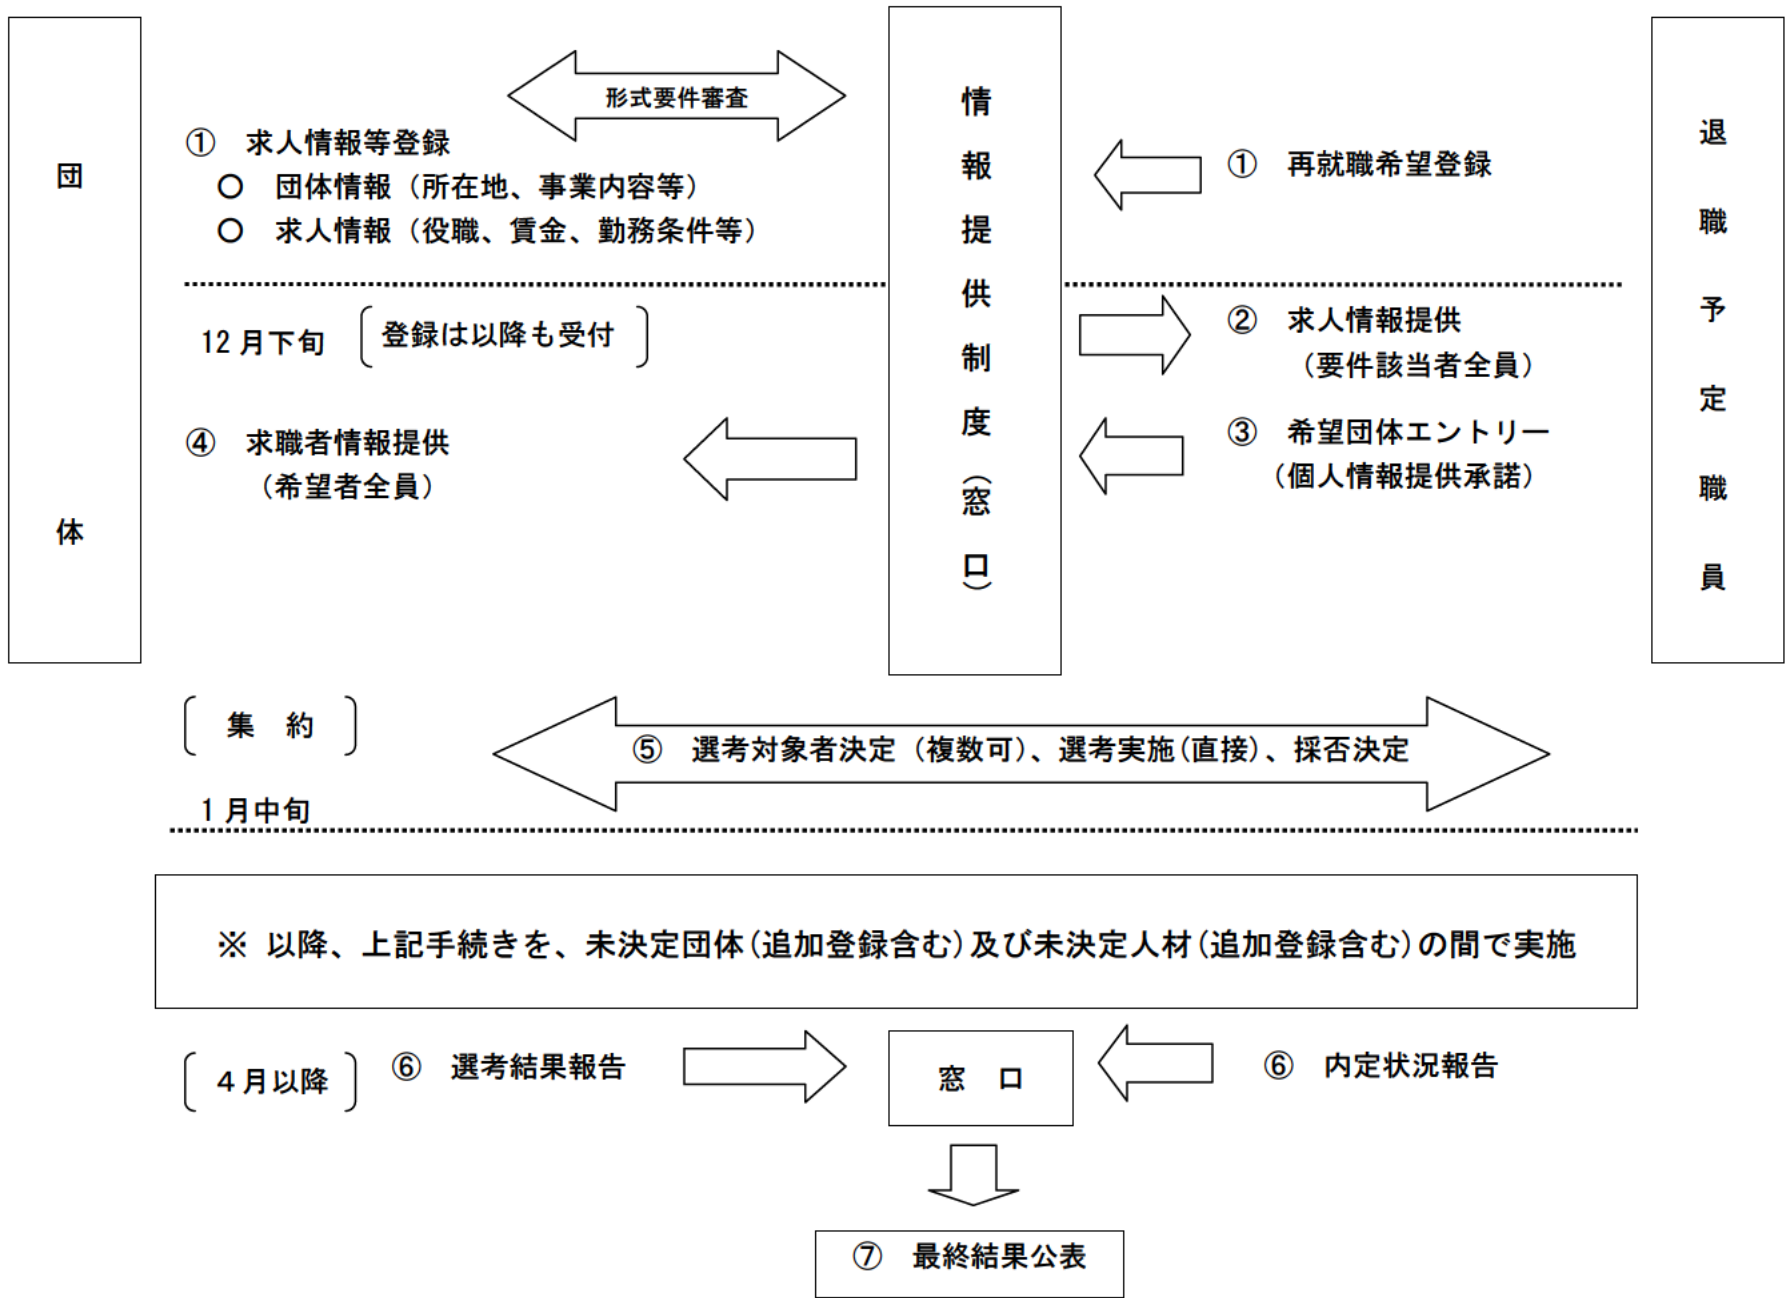 団体
形式要件審査
① 求人情報等登録
○ 団体情報（所在地、事業内容等）
○ 求人情報（役職、賃金、勤務条件等）
12月下旬
登録は以降も受付
④ 求職者情報提供
（希望者全員）
情報提供制度（窓口）
① 再就職希望登録
② 求人情報提供
（要件該当者全員）
③ 希望団体エントリー
（個人情報提供承諾）
退職予定職員
集 約
⑤ 選考対象者決定（複数可）、選考実施(直接)、採否決定
1月中旬
※ 以降、上記手続きを、未決定団体(追加登録含む)及び未決定人材(追加登録含む)の間で実施
４月以降
⑥ 選考結果報告
窓 口
⑥ 内定状況報告
⑦ 最終結果公表